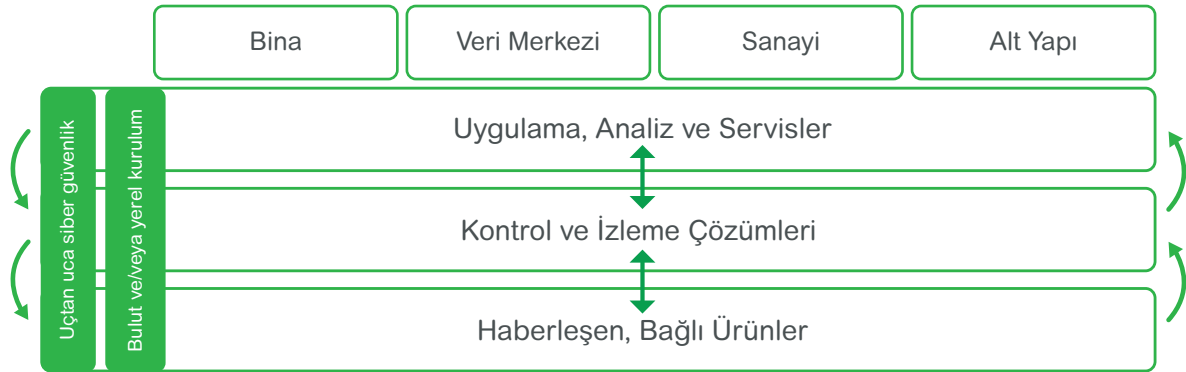 Bina
Veri Merkezi
Sanayi
Alt Yapı
Uçtan uca siber güvenlik
Bulut ve/veya yerel kurulum
Uygulama, Analiz ve Servisler
Kontrol ve İzleme Çözümleri
Haberleşen, Bağlı Ürünler